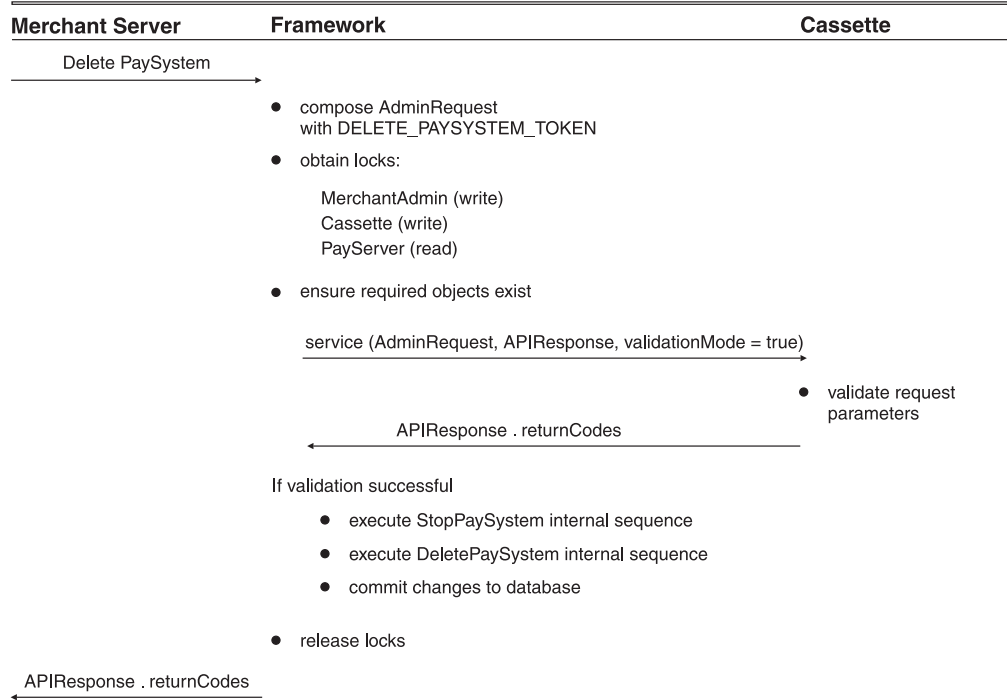 Merchant Server Framework Cassette
Delete PaySystem
● compose AdminRequest
with DELETE_PAYSYSTEM_TOKEN
● obtain locks:
MerchantAdmin (write)
Cassette (write)
PayServer (read)
● ensure required objects exist
service (AdminRequest, APIResponse, validationMode = true)
● validate request
parameters
APIResponse . returnCodes
If validation successful
● execute StopPaySystem internal sequence
● execute DeletePaySystem internal sequence
● commit changes to database
● release locks
APIResponse . returnCodes